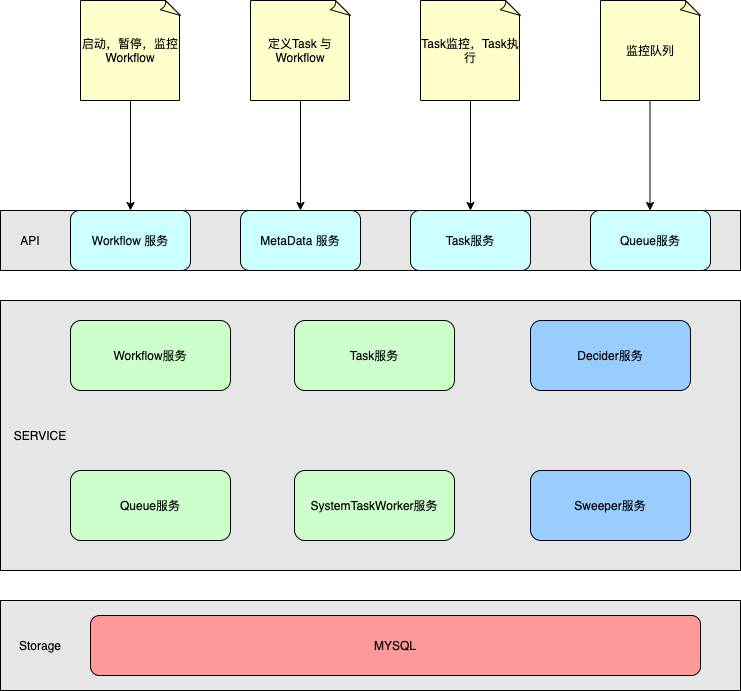 启动，暂停，监控
Workflow
定义Task 与
Workflow
Task监控，Task执
行
监控队列
API
Workflow 服务
MetaData 服务
Task服务
Queue服务
Workflow服务
Task服务
Decider服务
SERVICE
Queue服务
SystemTaskWorker服务
Sweeper服务
Storage
MYSQL